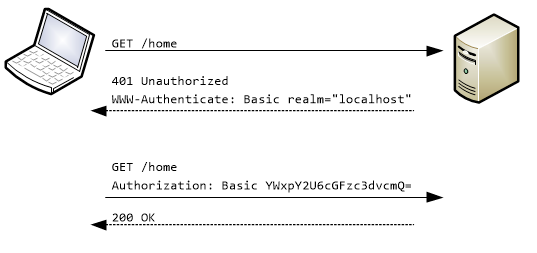 GET /home
401 Unauthorized
WWW-Authenticate: Basic realm="localhost"
GET /home
Authorization: Basic YWxpY2U6cGFzc3dvcmQ=
200 OK